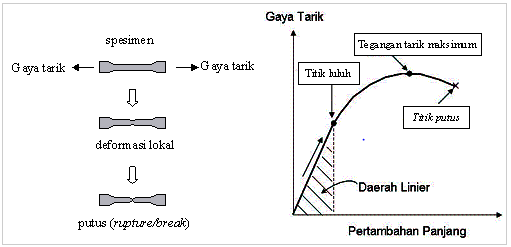 spesimen
Gaya tarik
Gaya tarik
deformasi lokal
putus (rupture/break)
Gaya Tarik
Tegangan tarik maksimum
Titik luluh
Titik putus
Daerah Linier
Pertambahan Panjang